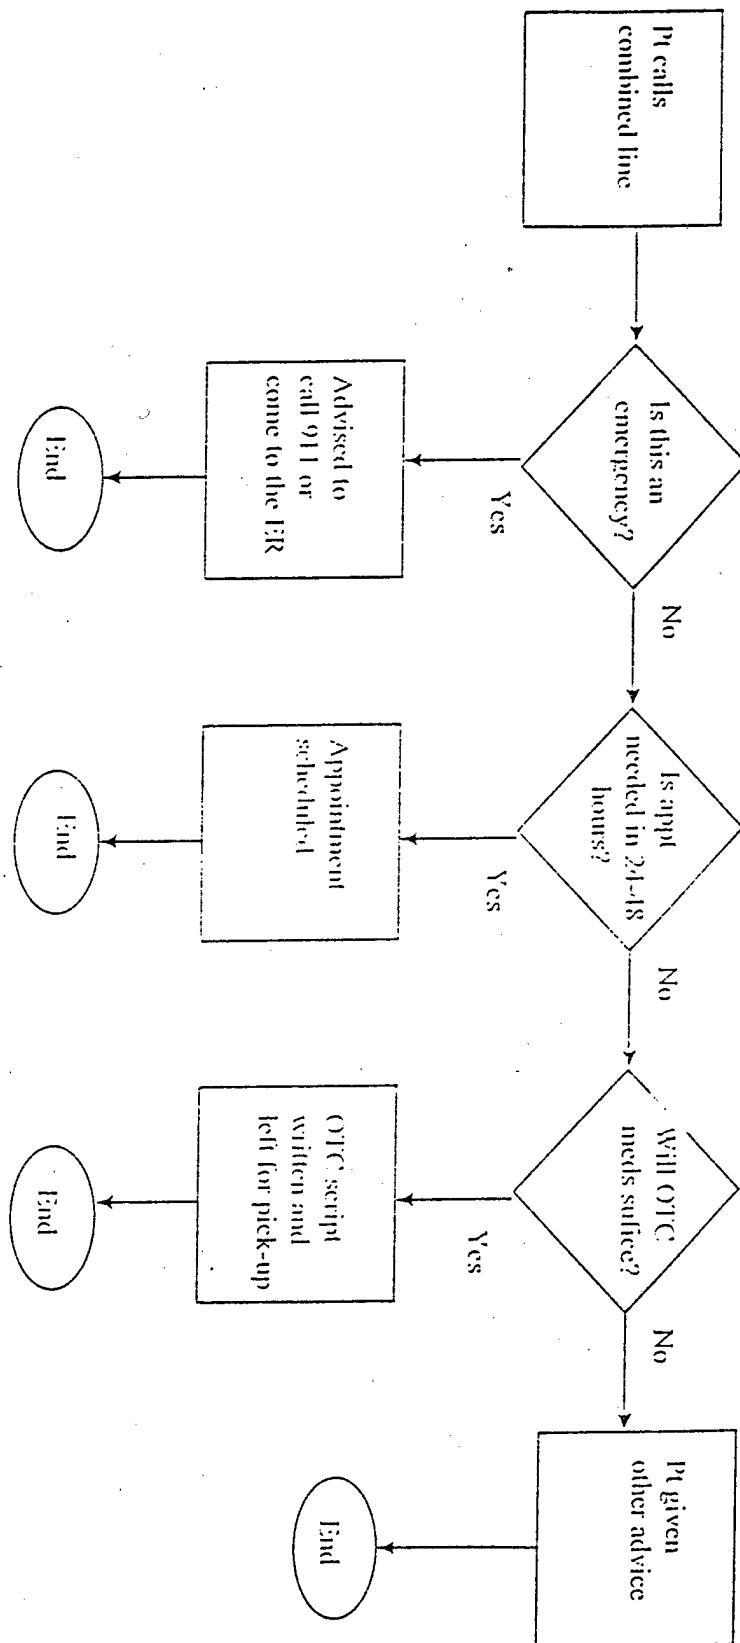 Pt calls
combined line
Is this an
emergency?
No
Is appt
needed in 24-48
hours?
No
Will OTC
meds sufice?
No
Pt given
other advice
Yes
Advised to
call 911 or
come to the ER
End
Yes
Appointment
scheduled
End
Yes
OTC script
written and
left for pick-up
End
End